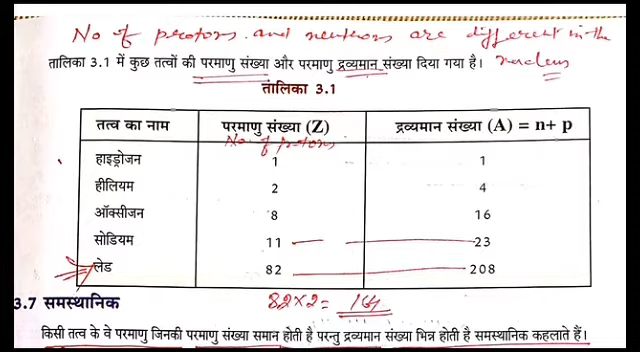 No of protons and neutrons are different in the
तालिका 3.1 में कुछ तत्वों की परमाणु संख्या और परमाणु द्रव्यमान संख्या दिया गया है। nucleus
तालिका 3.1
तत्व का नाम परमाणु संख्या (Z) द्रव्यमान संख्या (A) = n+ p
No of protons
हाइड्रोजन 1 1
हीलियम 2 4
ऑक्सीजन 8 16
सोडियम 11 23
लेड 82 208
82×2= 164
3.7 समस्थानिक
किसी तत्व के वे परमाणु जिनकी परमाणु संख्या समान होती है परन्तु द्रव्यमान संख्या भिन्न होती है समस्थानिक कहलाते हैं।